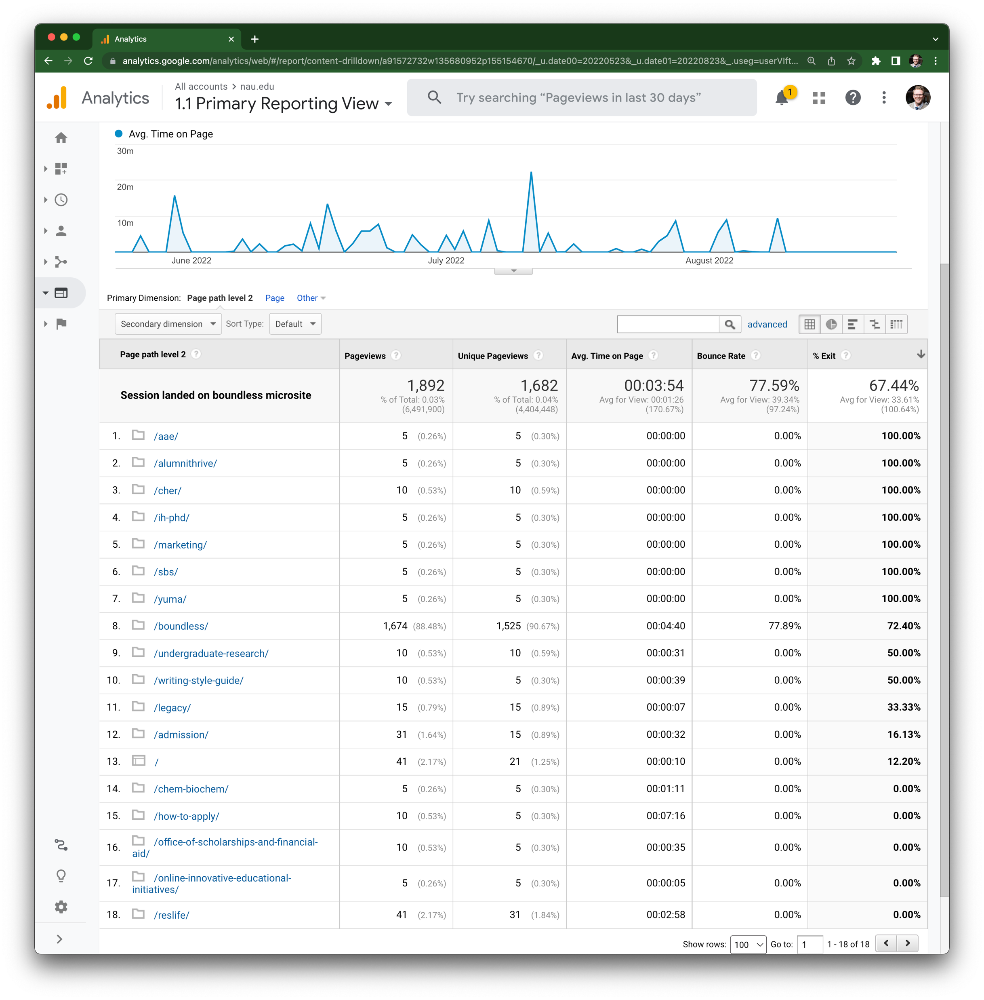 Analytics
analytics.google.com/analytics/web/#/report/content-drilldown/a91572732w135680952p155154670/_u.date00=20220523&_u.date01=20220823&_.useg=userVIft...
Analytics
All accounts > nau.edu
1.1 Primary Reporting View
Try searching “Pageviews in last 30 days”
1
Avg. Time on Page
30m
20m
10m
June 2022 July 2022 August 2022
Primary Dimension: Page path level 2 Page Other
Secondary dimension Sort Type: Default advanced
Page path level 2 ? Pageviews ? Unique Pageviews ? Avg. Time on Page ? Bounce Rate ? % Exit ?
Session landed on boundless microsite 1,892 1,682 00:03:54 77.59% 67.44%
% of Total: 0.03% % of Total: 0.04% Avg for View: 00:01:26 Avg for View: 39.34% Avg for View: 33.61%
(6,491,900) (4,404,448) (170.67%) (97.24%) (100.64%)
1. /aae/ 5 (0.26%) 5 (0.30%) 00:00:00 0.00% 100.00%
2. /alumnithrive/ 5 (0.26%) 5 (0.30%) 00:00:00 0.00% 100.00%
3. /cher/ 10 (0.53%) 10 (0.59%) 00:00:00 0.00% 100.00%
4. /ih-phd/ 5 (0.26%) 5 (0.30%) 00:00:00 0.00% 100.00%
5. /marketing/ 5 (0.26%) 5 (0.30%) 00:00:00 0.00% 100.00%
6. /sbs/ 5 (0.26%) 5 (0.30%) 00:00:00 0.00% 100.00%
7. /yuma/ 5 (0.26%) 5 (0.30%) 00:00:00 0.00% 100.00%
8. /boundless/ 1,674 (88.48%) 1,525 (90.67%) 00:04:40 77.89% 72.40%
9. /undergraduate-research/ 10 (0.53%) 10 (0.59%) 00:00:31 0.00% 50.00%
10. /writing-style-guide/ 10 (0.53%) 5 (0.30%) 00:00:39 0.00% 50.00%
11. /legacy/ 15 (0.79%) 15 (0.89%) 00:00:07 0.00% 33.33%
12. /admission/ 31 (1.64%) 15 (0.89%) 00:00:32 0.00% 16.13%
13. / 41 (2.17%) 21 (1.25%) 00:00:10 0.00% 12.20%
14. /chem-biochem/ 5 (0.26%) 5 (0.30%) 00:01:11 0.00% 0.00%
15. /how-to-apply/ 10 (0.53%) 5 (0.30%) 00:07:16 0.00% 0.00%
16. /office-of-scholarships-and-financial-
aid/ 10 (0.53%) 5 (0.30%) 00:00:35 0.00% 0.00%
17. /online-innovative-educational-
initiatives/ 5 (0.26%) 5 (0.30%) 00:00:05 0.00% 0.00%
18. /reslife/ 41 (2.17%) 31 (1.84%) 00:02:58 0.00% 0.00%
Show rows: 100 Go to: 1 1 - 18 of 18